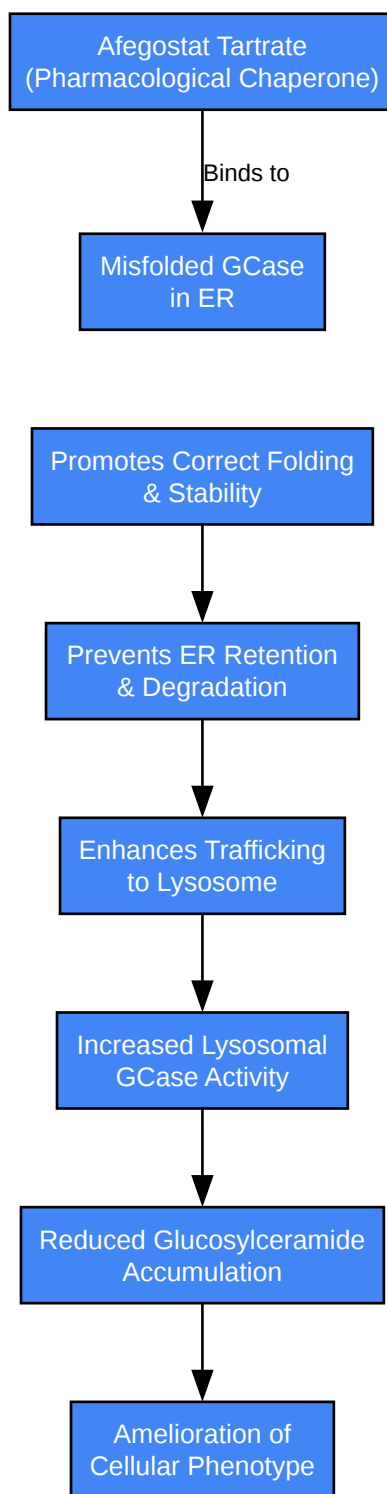 Afegostat Tartrate
(Pharmacological Chaperone)
Binds to
Misfolded GCase
in ER
Promotes Correct Folding
& Stability
Prevents ER Retention
& Degradation
Enhances Trafficking
to Lysosome
Increased Lysosomal
GCase Activity
Reduced Glucosylceramide
Accumulation
Amelioration of
Cellular Phenotype